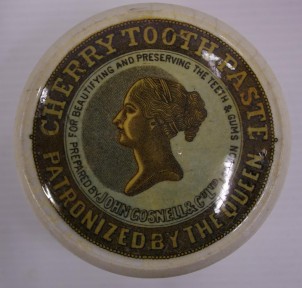 CHERRY TOOTH PASTE
FOR BEAUTIFYING AND PRESERVING THE TEETH & GUMS
PREPARED BY JOHN GOSNELL & Co
PATRONIZED BY THE QUEEN